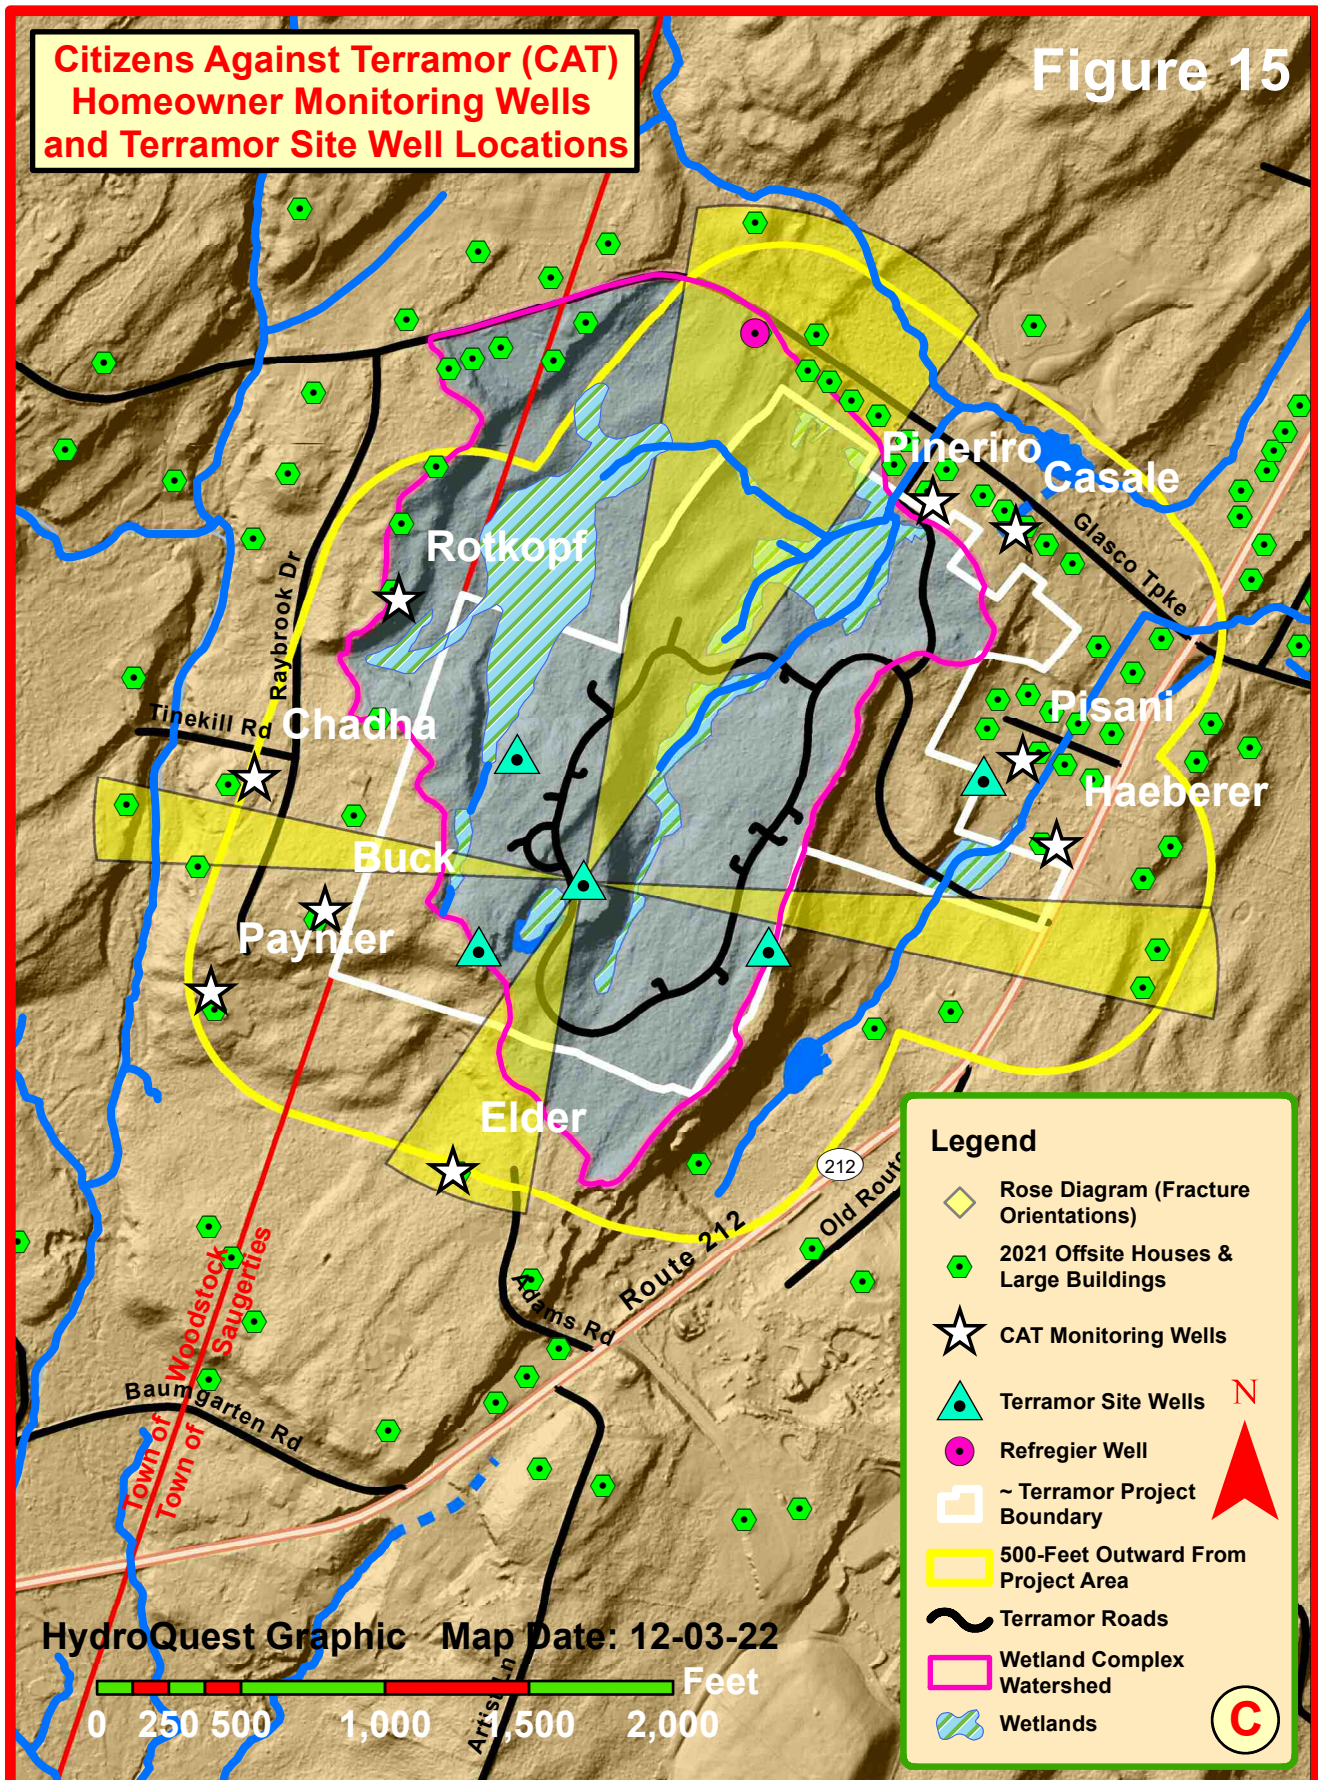 Citizens Against Terramor (CAT)
Homeowner Monitoring Wells
and Terramor Site Well Locations
Figure 15
Pineriro
Casale
Glasco Tpke
Rotkopf
Raybrook Dr
Tinekill Rd
Chadha
Pisani
Haeberer
Buck
Paynter
Elder
212
Old Route
Route 212
Adams Rd
Town of Woodstock
Town of Saugerties
Baumgarten Rd
Artist Ln
Legend
Rose Diagram (Fracture
Orientations)
2021 Offsite Houses &
Large Buildings
CAT Monitoring Wells
Terramor Site Wells
Refregier Well
~ Terramor Project
Boundary
500-Feet Outward From
Project Area
Terramor Roads
Wetland Complex
Watershed
Wetlands
N
C
HydroQuest Graphic Map Date: 12-03-22
Feet
0 250 500 1,000 1,500 2,000